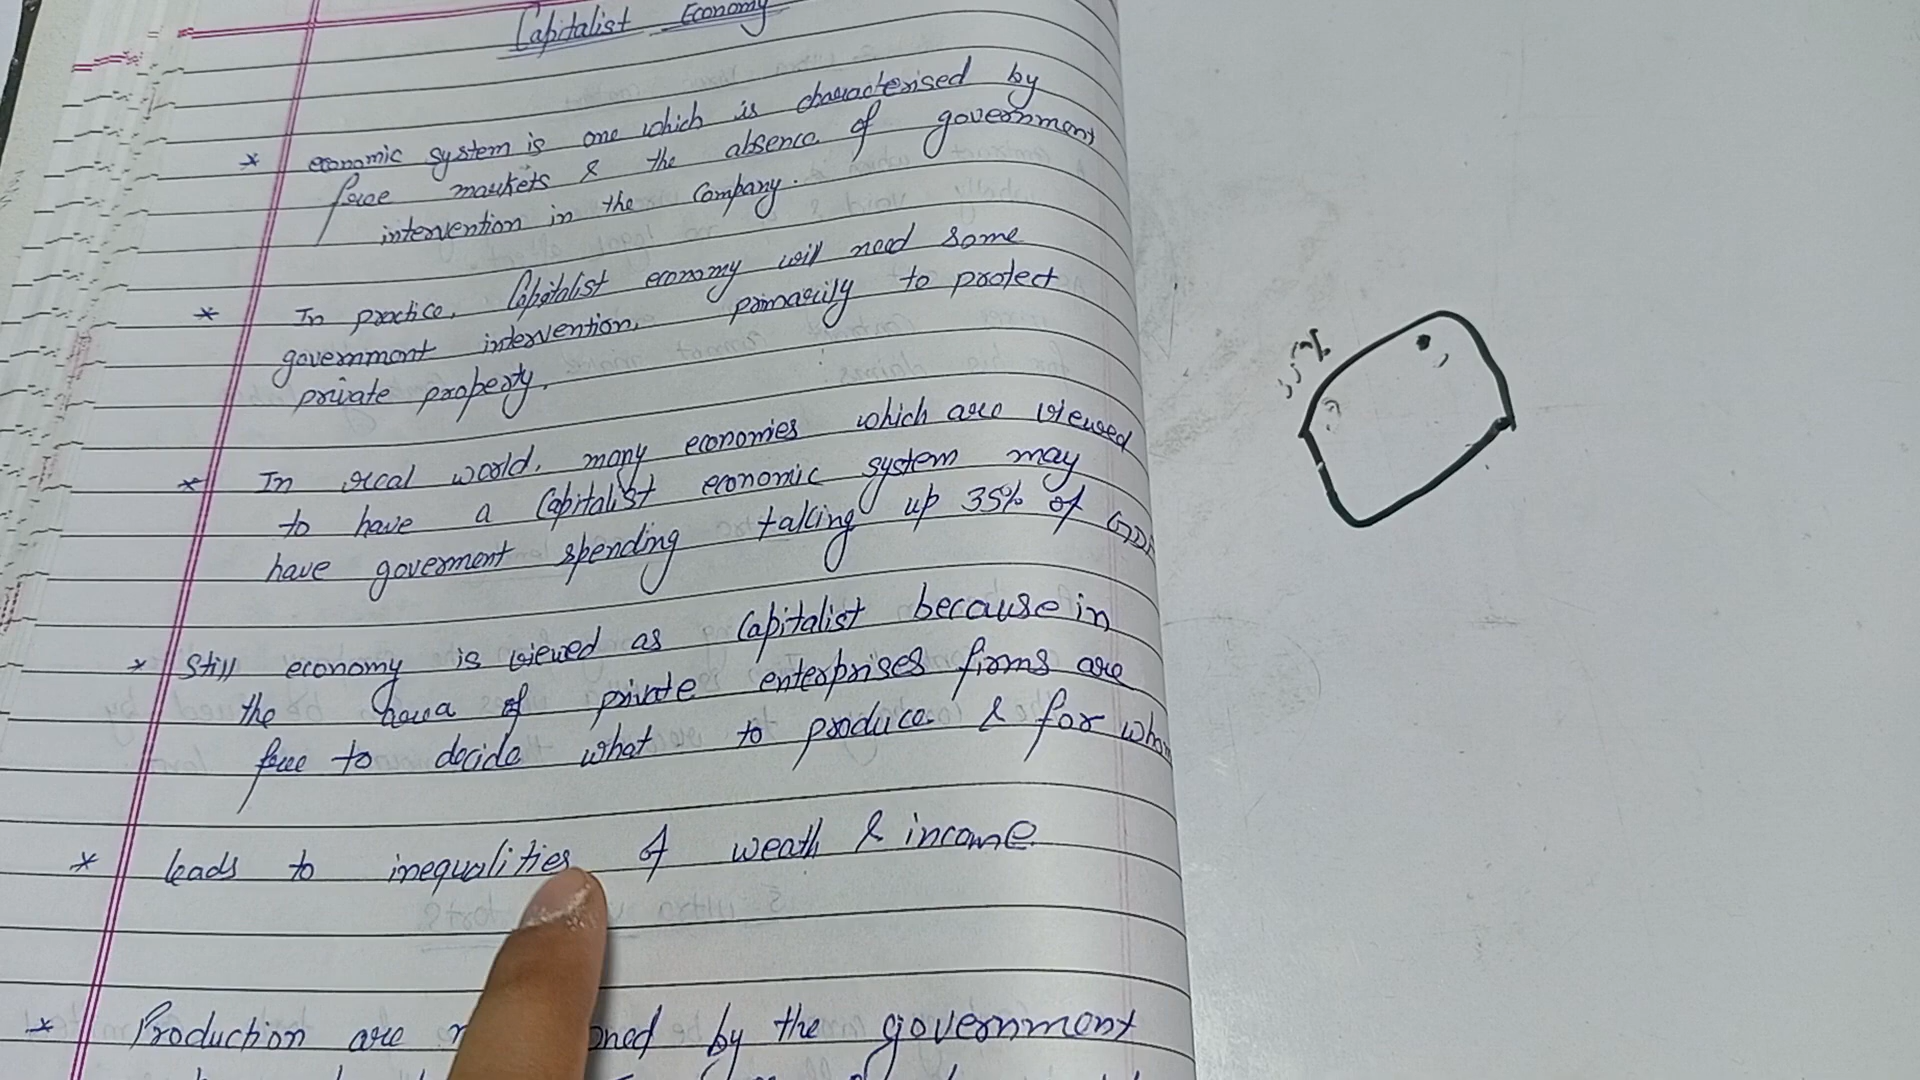 Capitalist Economy
* economic system is one which is characterised by
free markets & the absence of government
intervention in the Company.
* In practice, Capitalist economy will need some
government intervention, primarily to protect
private property.
* In real world, many economies which are viewed
to have a Capitalist economic system may
have goverment spending taking up 35% of GDP
* Still economy is viewed as Capitalist because in
the of private enterprises firms are
free to decide what to produce & for whom
* leads to inequalities of weath & income.
* Production are by the government